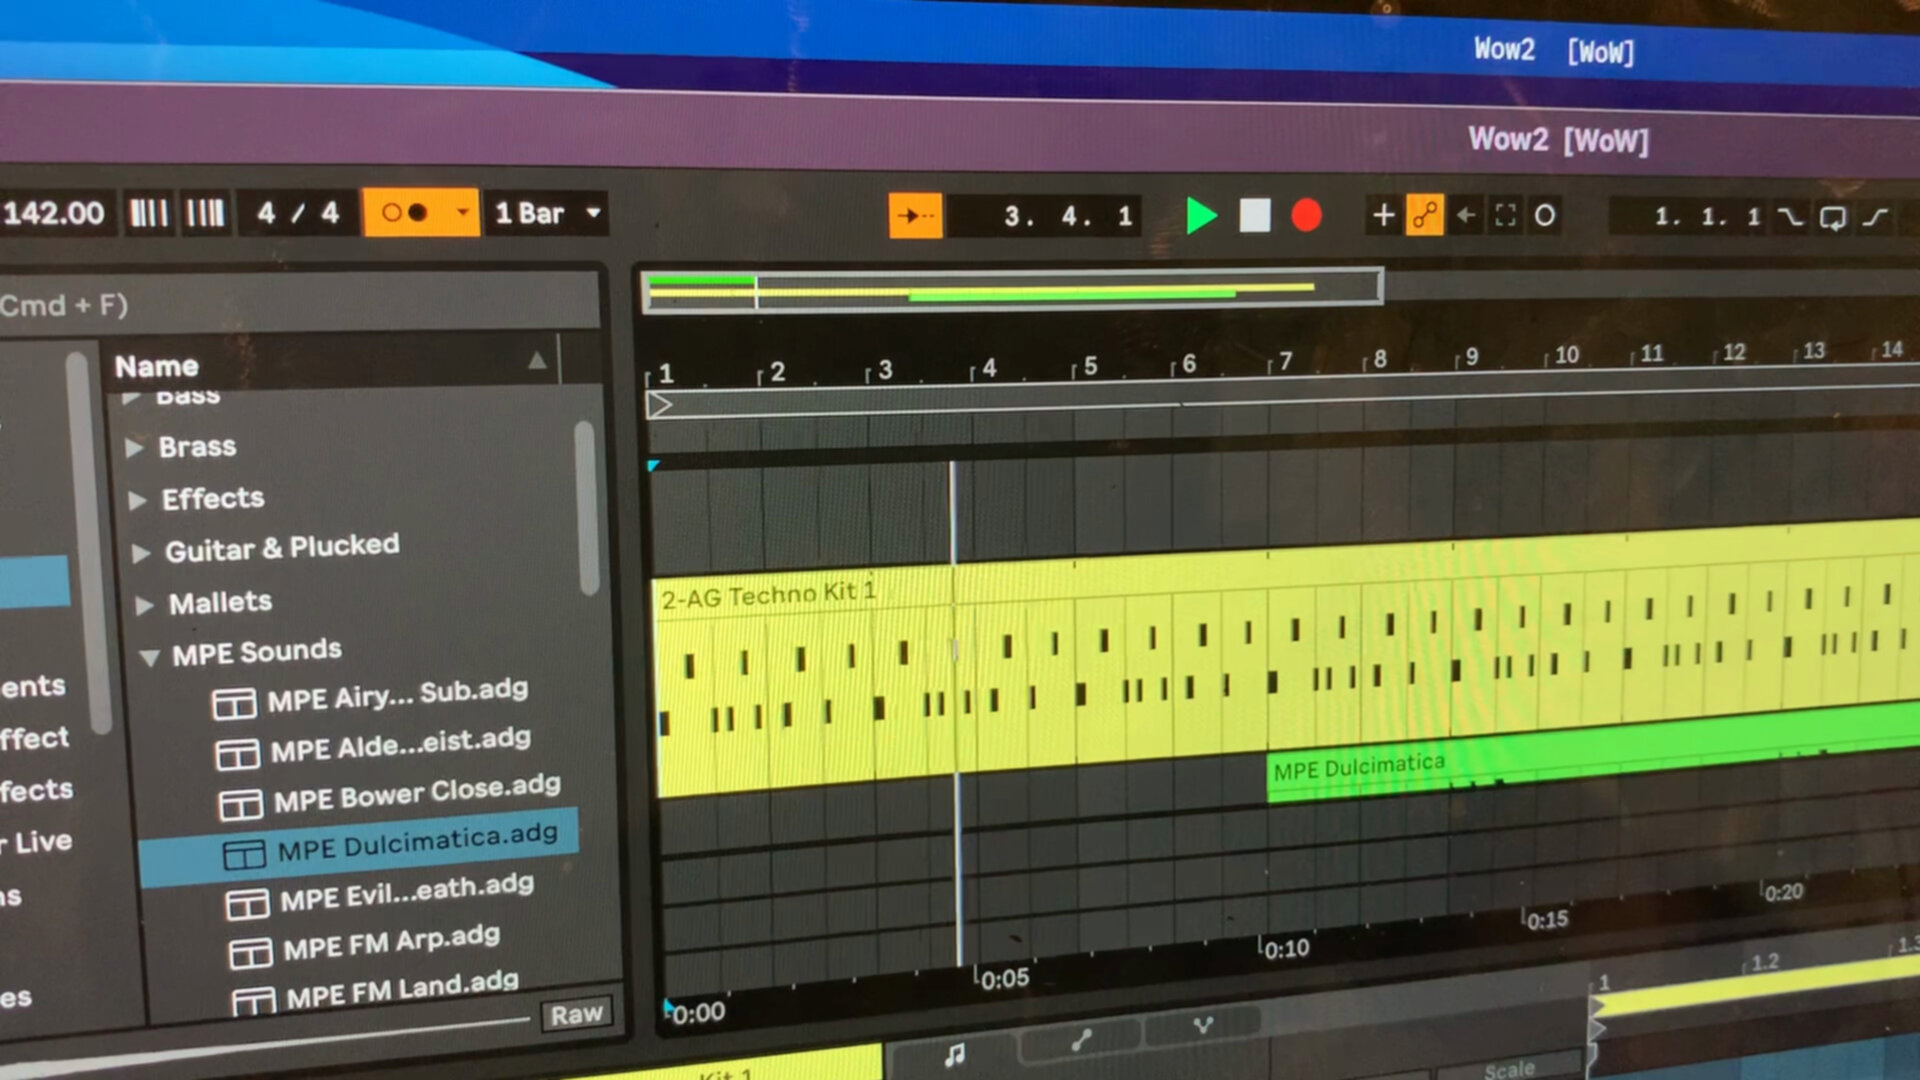 Wow2 [WoW]
Wow2 [WoW]
142.00 4 / 4 1 Bar 3. 4. 1 1. 1. 1
Cmd + F)
Name
Bass
Brass
Effects
Guitar & Plucked
Mallets
MPE Sounds
MPE Airy... Sub.adg
MPE Alde...eist.adg
MPE Bower Close.adg
MPE Dulcimatica.adg
MPE Evil...eath.adg
MPE FM Arp.adg
MPE FM Land.adg
Raw
ents
ffect
fects
r Live
ns
es
1 2 3 4 5 6 7 8 9 10 11 12 13 14
2-AG Techno Kit 1
MPE Dulcimatica
0:00 0:05 0:10 0:15 0:20
1 1.2 1.3
Kit 1
Scale